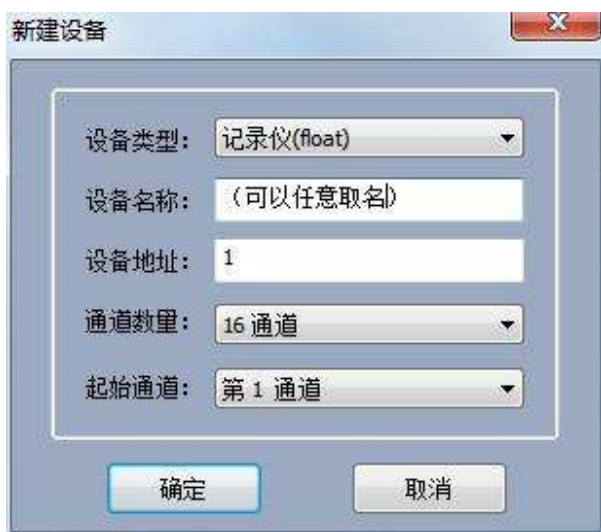 新建设备
设备类型： 记录仪(float)
设备名称： （可以任意取名）
设备地址： 1
通道数量： 16 通道
起始通道： 第 1 通道
确定 取消